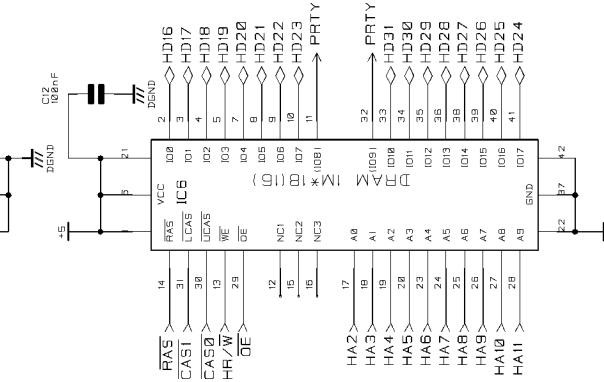 HD16 HD17 HD18 HD19 HD20 HD21 HD22 HD23 PRTY PRTY HD31 HD30 HD29 HD28 HD27 HD26 HD25 HD24
C12
100nF
DGND
DGND
2 3 4 5 7 8 9 10 11 32 33 34 35 36 38 39 40 41
21 IO0 IO1 IO2 IO3 IO4 IO5 IO6 IO7 (IO8) (IO9) IO10 IO11 IO12 IO13 IO14 IO15 IO16 IO17 42
DRAM 1M*18(16)
VCC IC6 GND 37
+5 1 22
RAS LCAS UCAS WE OE NC1 NC2 NC3 A0 A1 A2 A3 A4 A5 A6 A7 A8 A9
14 31 30 13 29 12 15 16 17 18 19 20 23 24 25 26 27 28
RAS CAS1 CAS0 HR/W OE HA2 HA3 HA4 HA5 HA6 HA7 HA8 HA9 HA10 HA11